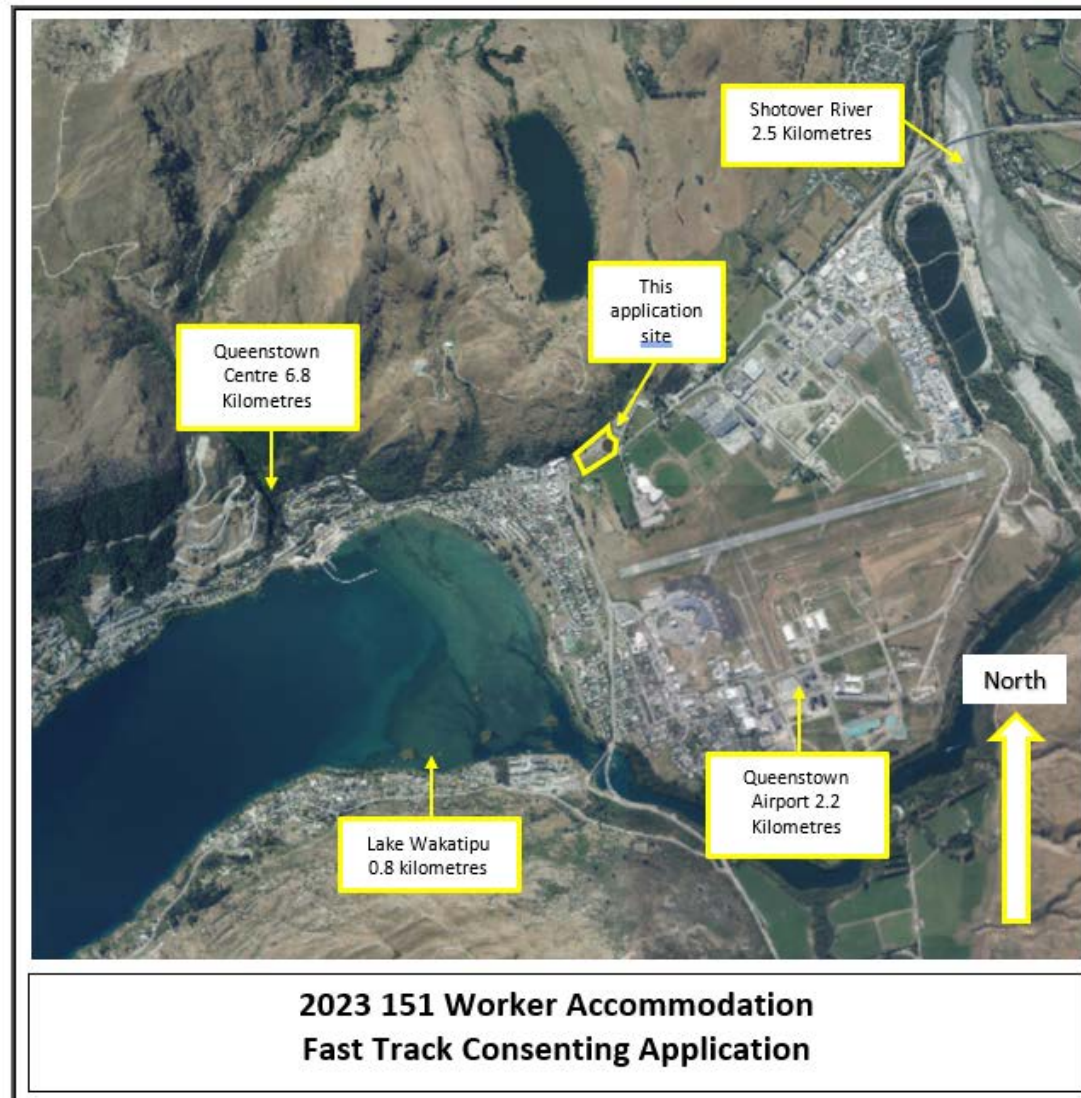 Shotover River
2.5 Kilometres
This
application
site
Queenstown
Centre 6.8
Kilometres
North
Queenstown
Airport 2.2
Kilometres
Lake Wakatipu
0.8 kilometres
2023 151 Worker Accommodation
Fast Track Consenting Application